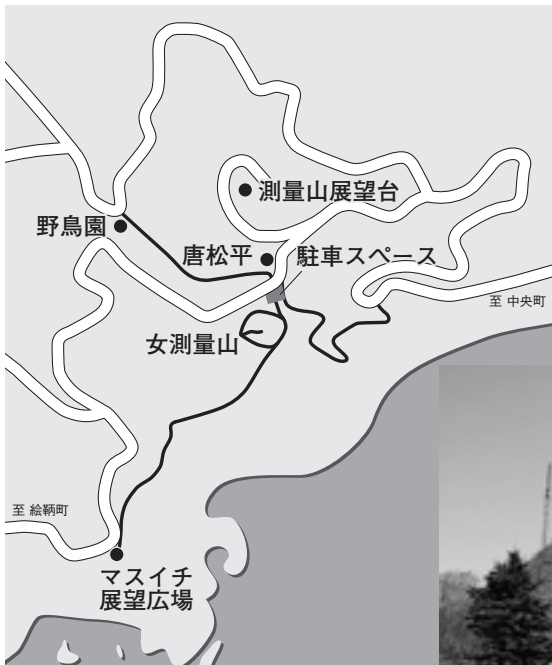 測量山展望台
野鳥園
唐松平
駐車スペース
至 中央町
女測量山
至 絵鞆町
マスイチ
展望広場